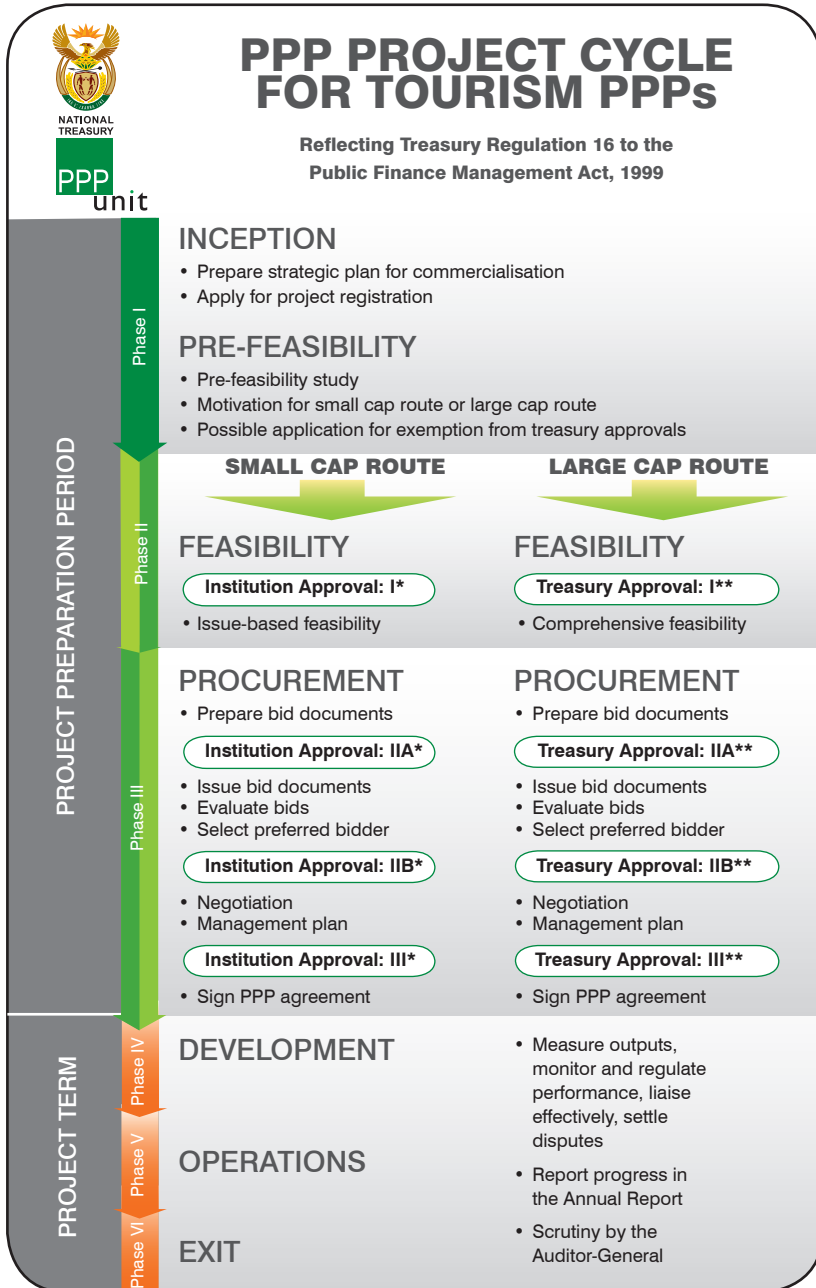 NATIONAL
TREASURY
PPP
unit
PPP PROJECT CYCLE
FOR TOURISM PPPs
Reflecting Treasury Regulation 16 to the
Public Finance Management Act, 1999
PROJECT PREPARATION PERIOD
Phase I
INCEPTION
• Prepare strategic plan for commercialisation
• Apply for project registration
PRE-FEASIBILITY
• Pre-feasibility study
• Motivation for small cap route or large cap route
• Possible application for exemption from treasury approvals
Phase II
SMALL CAP ROUTE
FEASIBILITY
Institution Approval: I*
• Issue-based feasibility
LARGE CAP ROUTE
FEASIBILITY
Treasury Approval: I**
• Comprehensive feasibility
Phase III
PROCUREMENT
• Prepare bid documents
Institution Approval: IIA*
• Issue bid documents
• Evaluate bids
• Select preferred bidder
Institution Approval: IIB*
• Negotiation
• Management plan
Institution Approval: III*
• Sign PPP agreement
PROCUREMENT
• Prepare bid documents
Treasury Approval: IIA**
• Issue bid documents
• Evaluate bids
• Select preferred bidder
Treasury Approval: IIB**
• Negotiation
• Management plan
Treasury Approval: III**
• Sign PPP agreement
PROJECT TERM
Phase IV
DEVELOPMENT
Phase V
OPERATIONS
Phase VI
EXIT
• Measure outputs,
monitor and regulate
performance, liaise
effectively, settle
disputes
• Report progress in
the Annual Report
• Scrutiny by the
Auditor-General